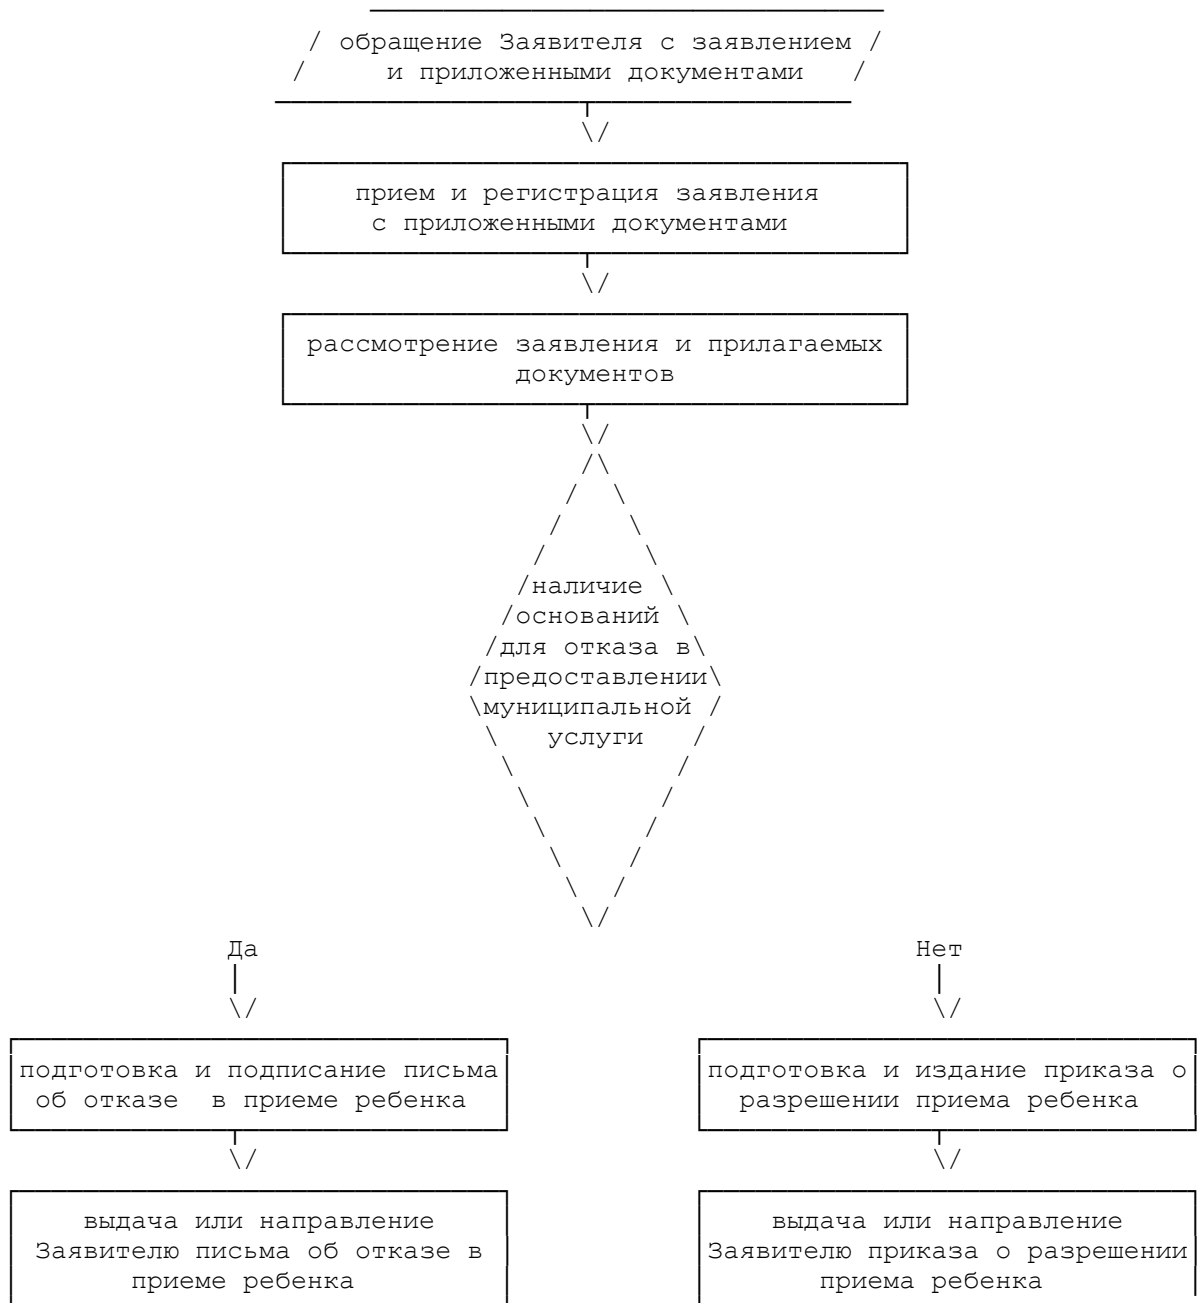 обращение Заявителя с заявлением
и приложенными документами
прием и регистрация заявления
с приложенными документами
рассмотрение заявления и прилагаемых
документов
наличие
оснований
для отказа в
предоставлении
муниципальной
услуги
Да
Нет
подготовка и подписание письма
об отказе в приеме ребенка
подготовка и издание приказа о
разрешении приема ребенка
выдача или направление
Заявителю письма об отказе в
приеме ребенка
выдача или направление
Заявителю приказа о разрешении
приема ребенка